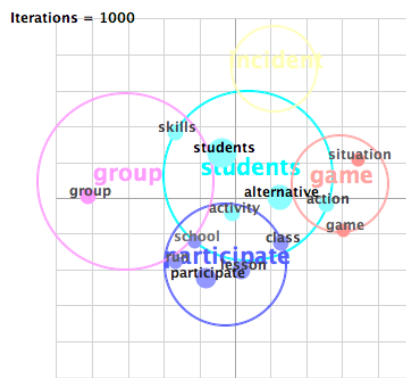 Iterations = 1000
incident
skills
students
situation
students
group
game
group
alternative
action
activity
game
school
class
participate
run
lesson
participate